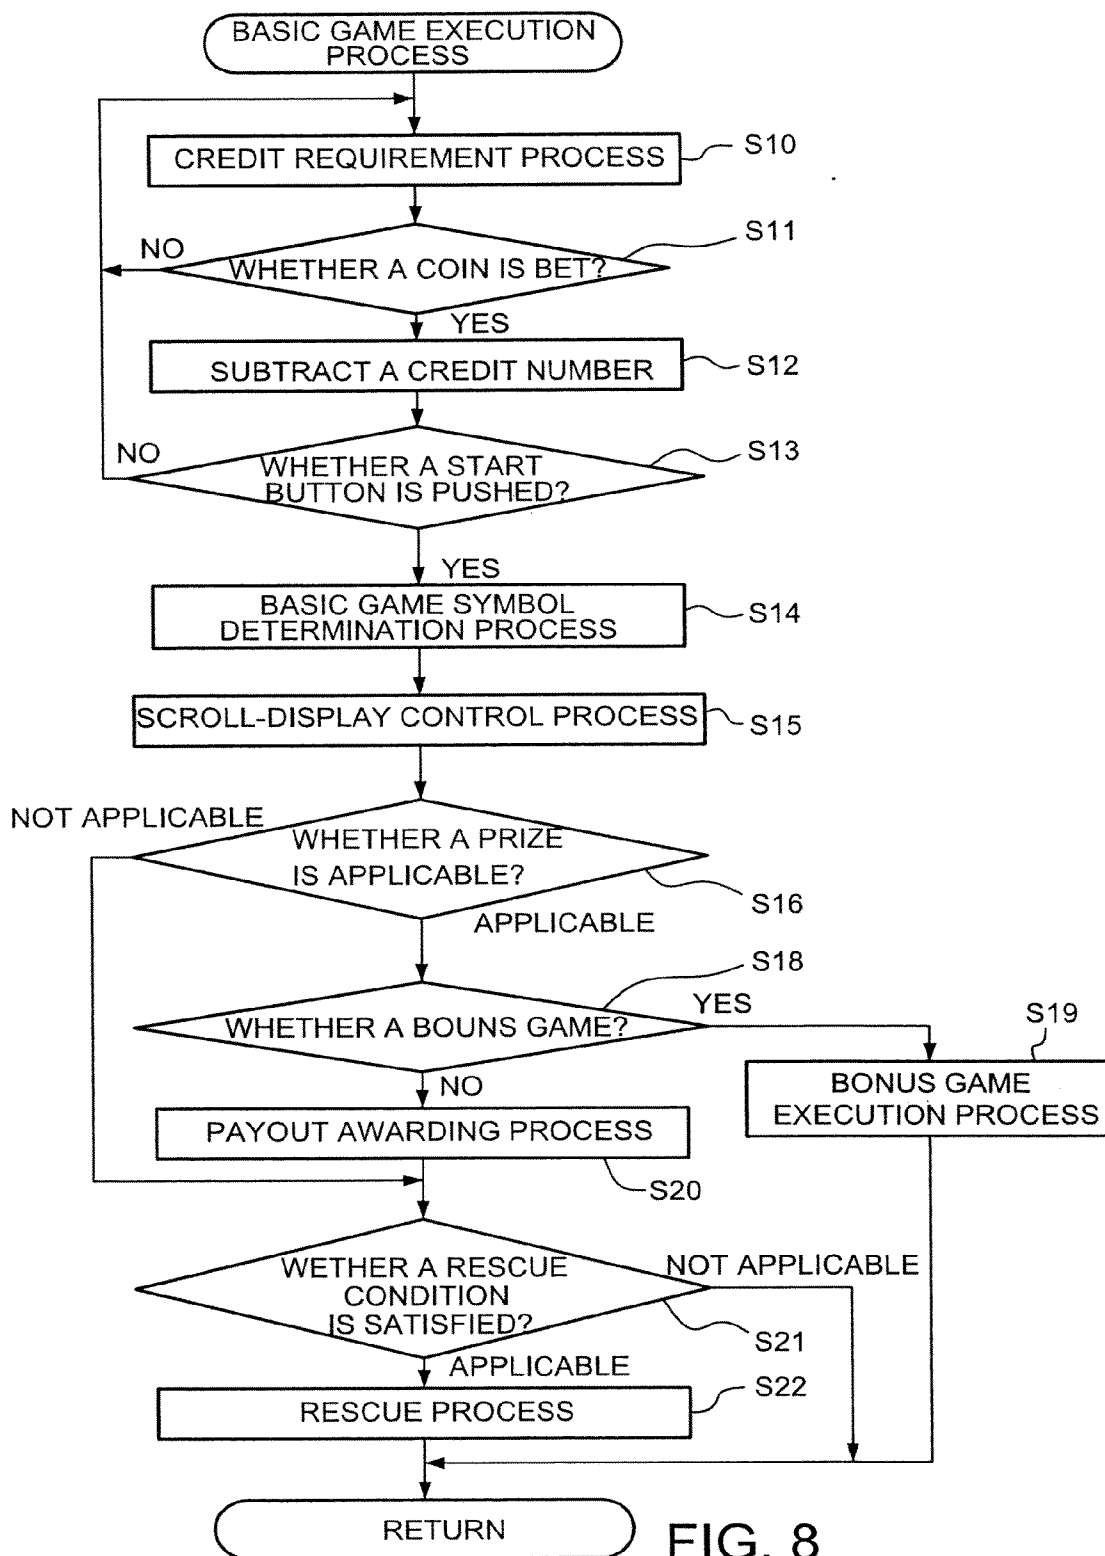 BASIC GAME EXECUTION
PROCESS
CREDIT REQUIREMENT PROCESS
S10
S11
NO
WHETHER A COIN IS BET?
YES
SUBTRACT A CREDIT NUMBER
S12
NO
S13
WHETHER A START
BUTTON IS PUSHED?
YES
BASIC GAME SYMBOL
DETERMINATION PROCESS
S14
SCROLL-DISPLAY CONTROL PROCESS
S15
NOT APPLICABLE
WHETHER A PRIZE
IS APPLICABLE?
S16
APPLICABLE
S18
WHETHER A BOUNS GAME?
YES
S19
NO
BONUS GAME
EXECUTION PROCESS
PAYOUT AWARDING PROCESS
S20
WETHER A RESCUE
CONDITION
IS SATISFIED?
NOT APPLICABLE
S21
APPLICABLE
S22
RESCUE PROCESS
RETURN
FIG. 8